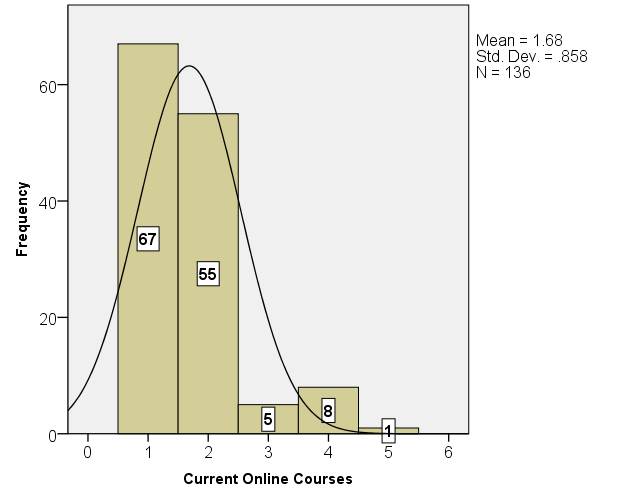 Mean = 1.68
Std. Dev. = .858
N = 136
Frequency
60
40
20
0
67
55
5
8
1
0 1 2 3 4 5 6
Current Online Courses